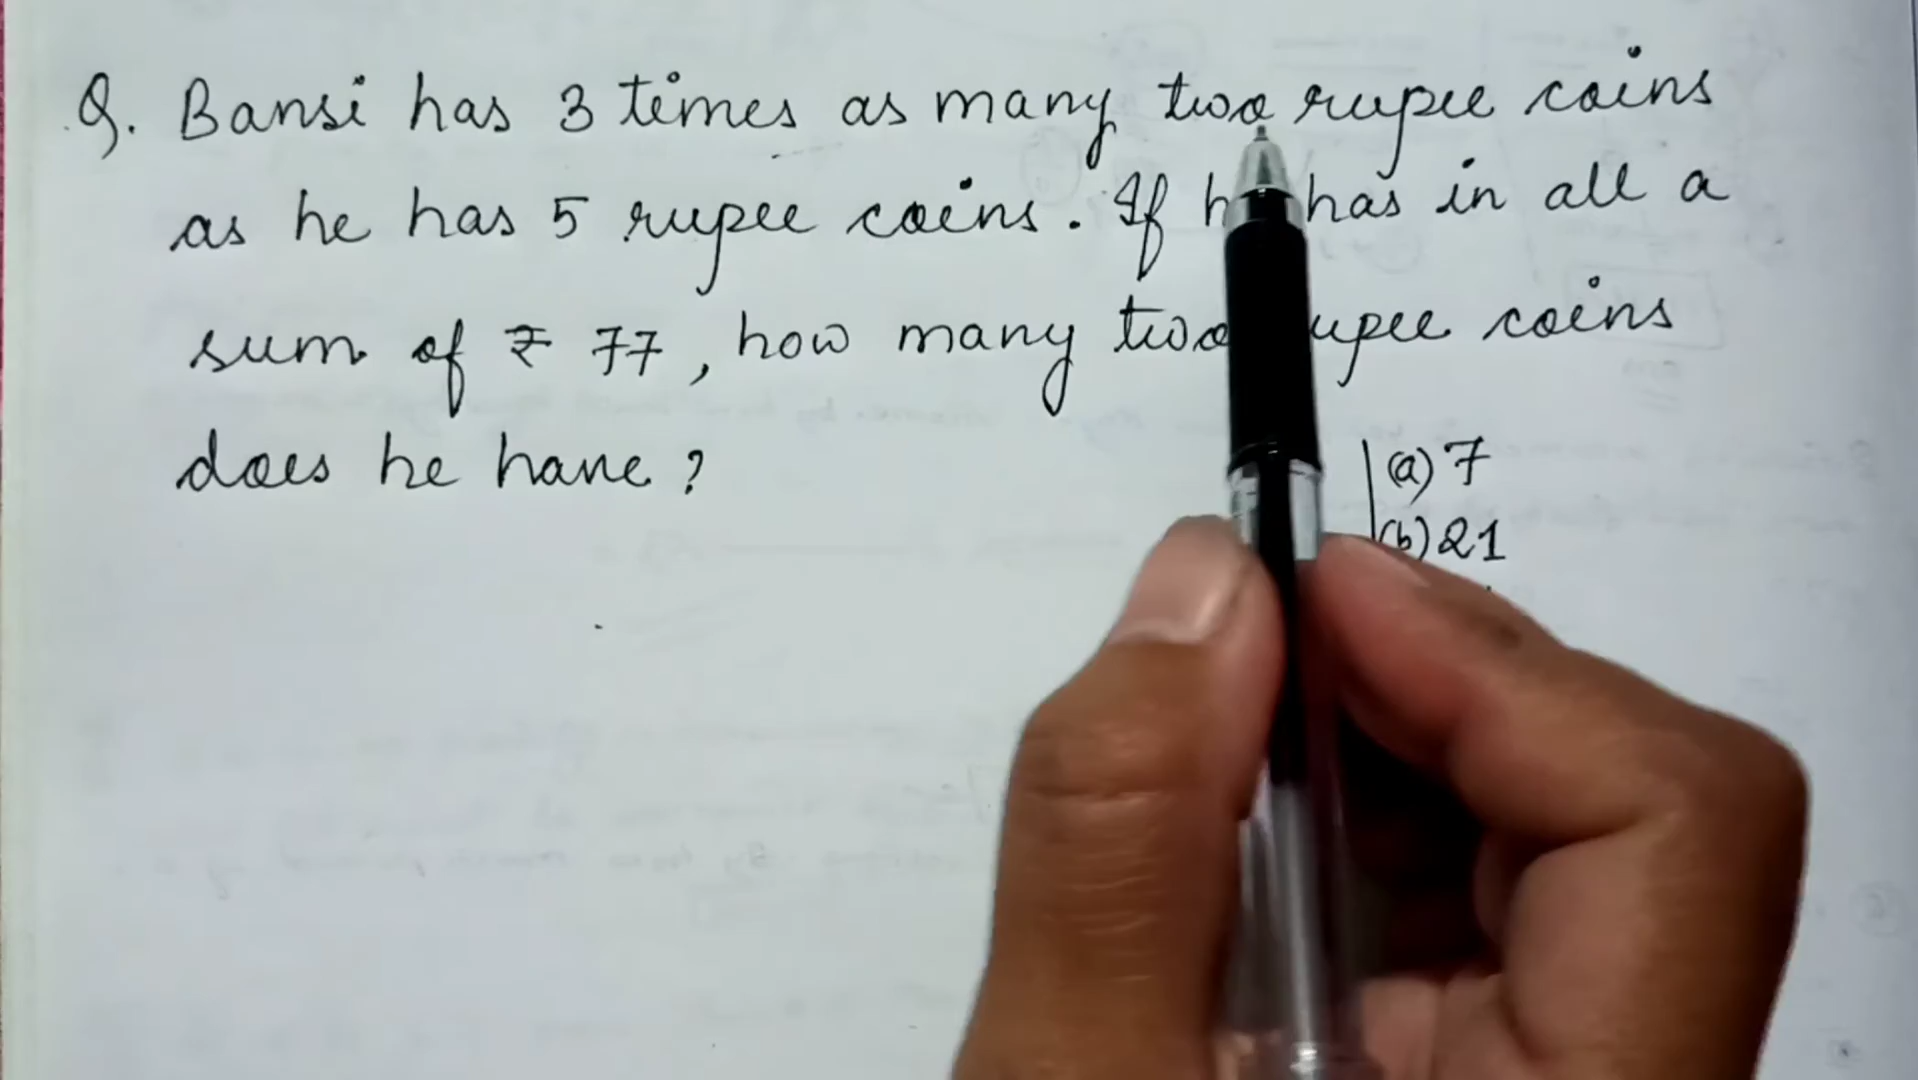 Q. Bansi has 3 times as many two rupee coins
as he has 5 rupee coins. If has in all a
sum of ₹ 77, how many two coins
does he have?
(a) 7
(b) 21